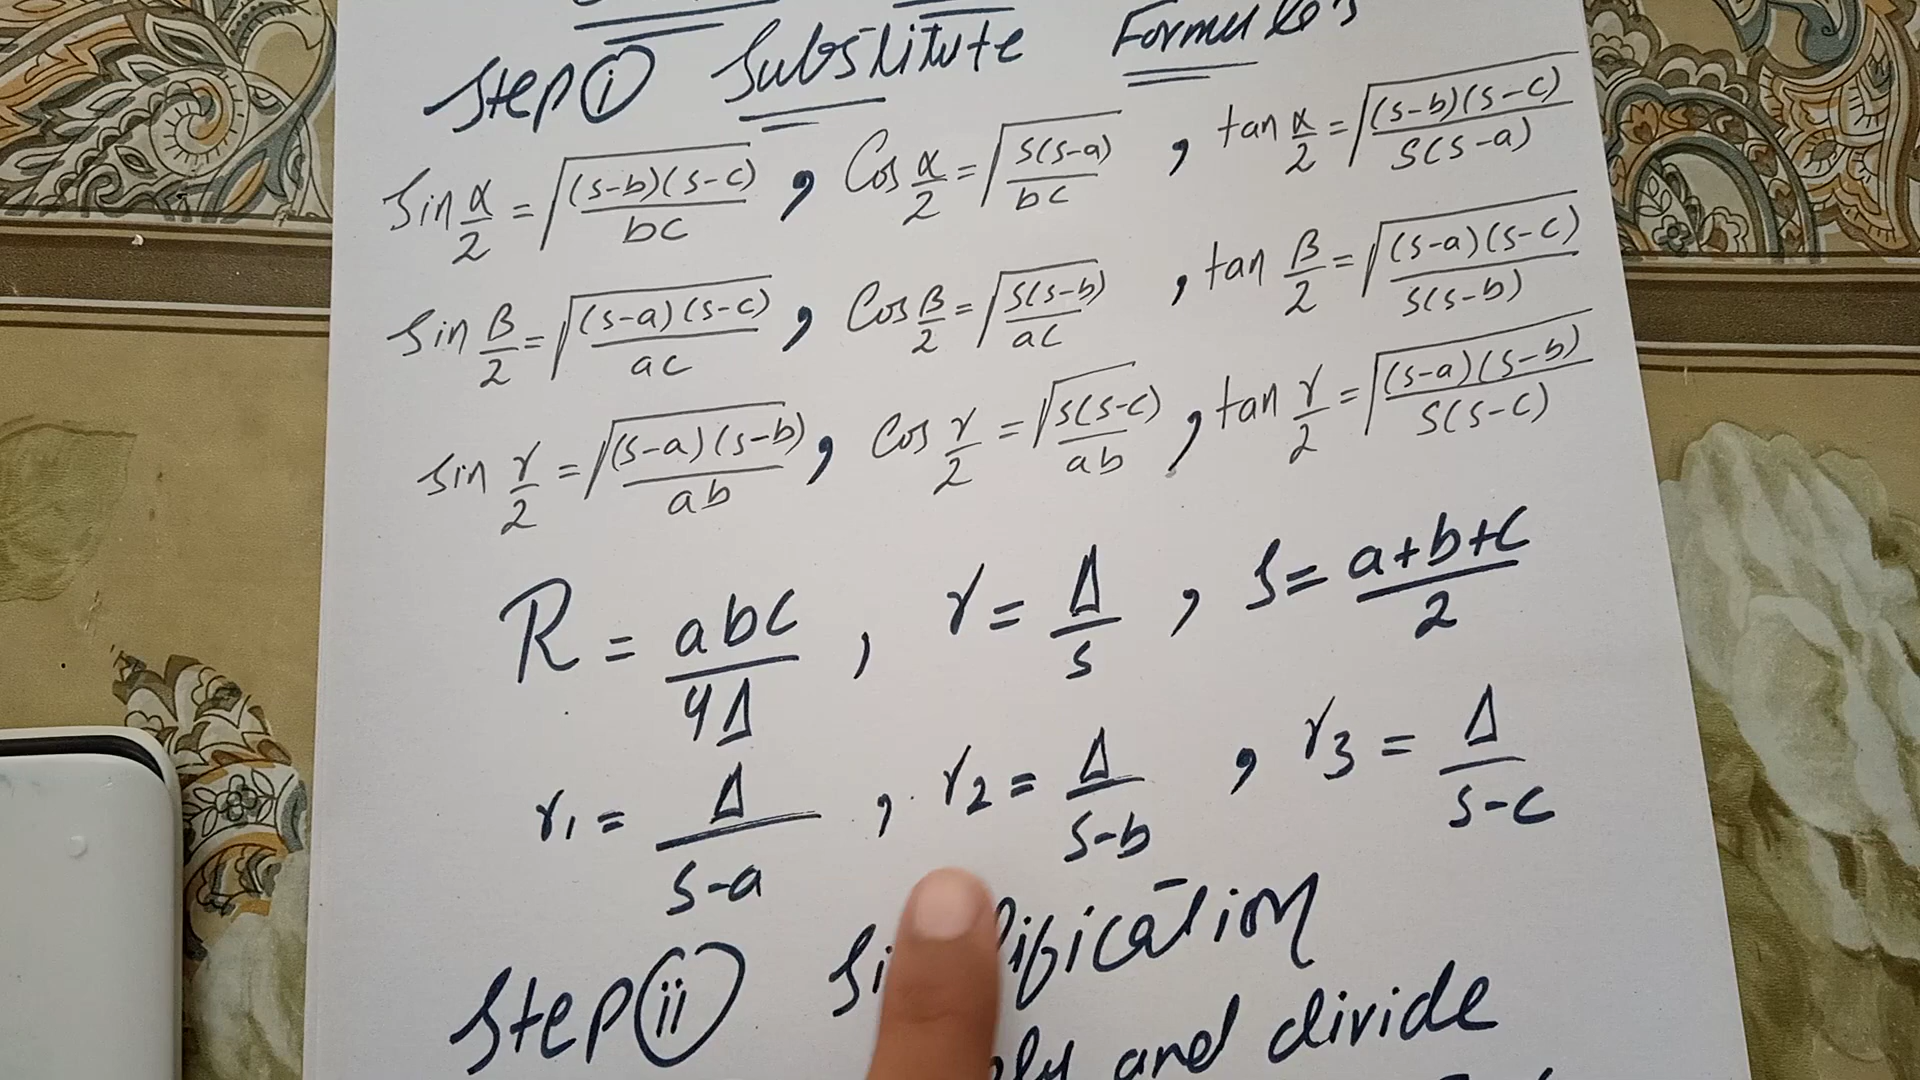 Step (i) Substitute Formulas
Sin α/2 = √((s-b)(s-c)/bc) , Cos α/2 = √(s(s-a)/bc) , tan α/2 = √((s-b)(s-c)/s(s-a))
Sin β/2 = √((s-a)(s-c)/ac) , Cos β/2 = √(s(s-b)/ac) , tan β/2 = √((s-a)(s-c)/s(s-b))
sin γ/2 = √((s-a)(s-b)/ab) , Cos γ/2 = √(s(s-c)/ab) , tan γ/2 = √((s-a)(s-b)/s(s-c))
R = abc/4Δ , r = Δ/s , s = a+b+c/2
r1 = Δ/s-a , r2 = Δ/s-b , r3 = Δ/s-c
Step (ii)
and divide